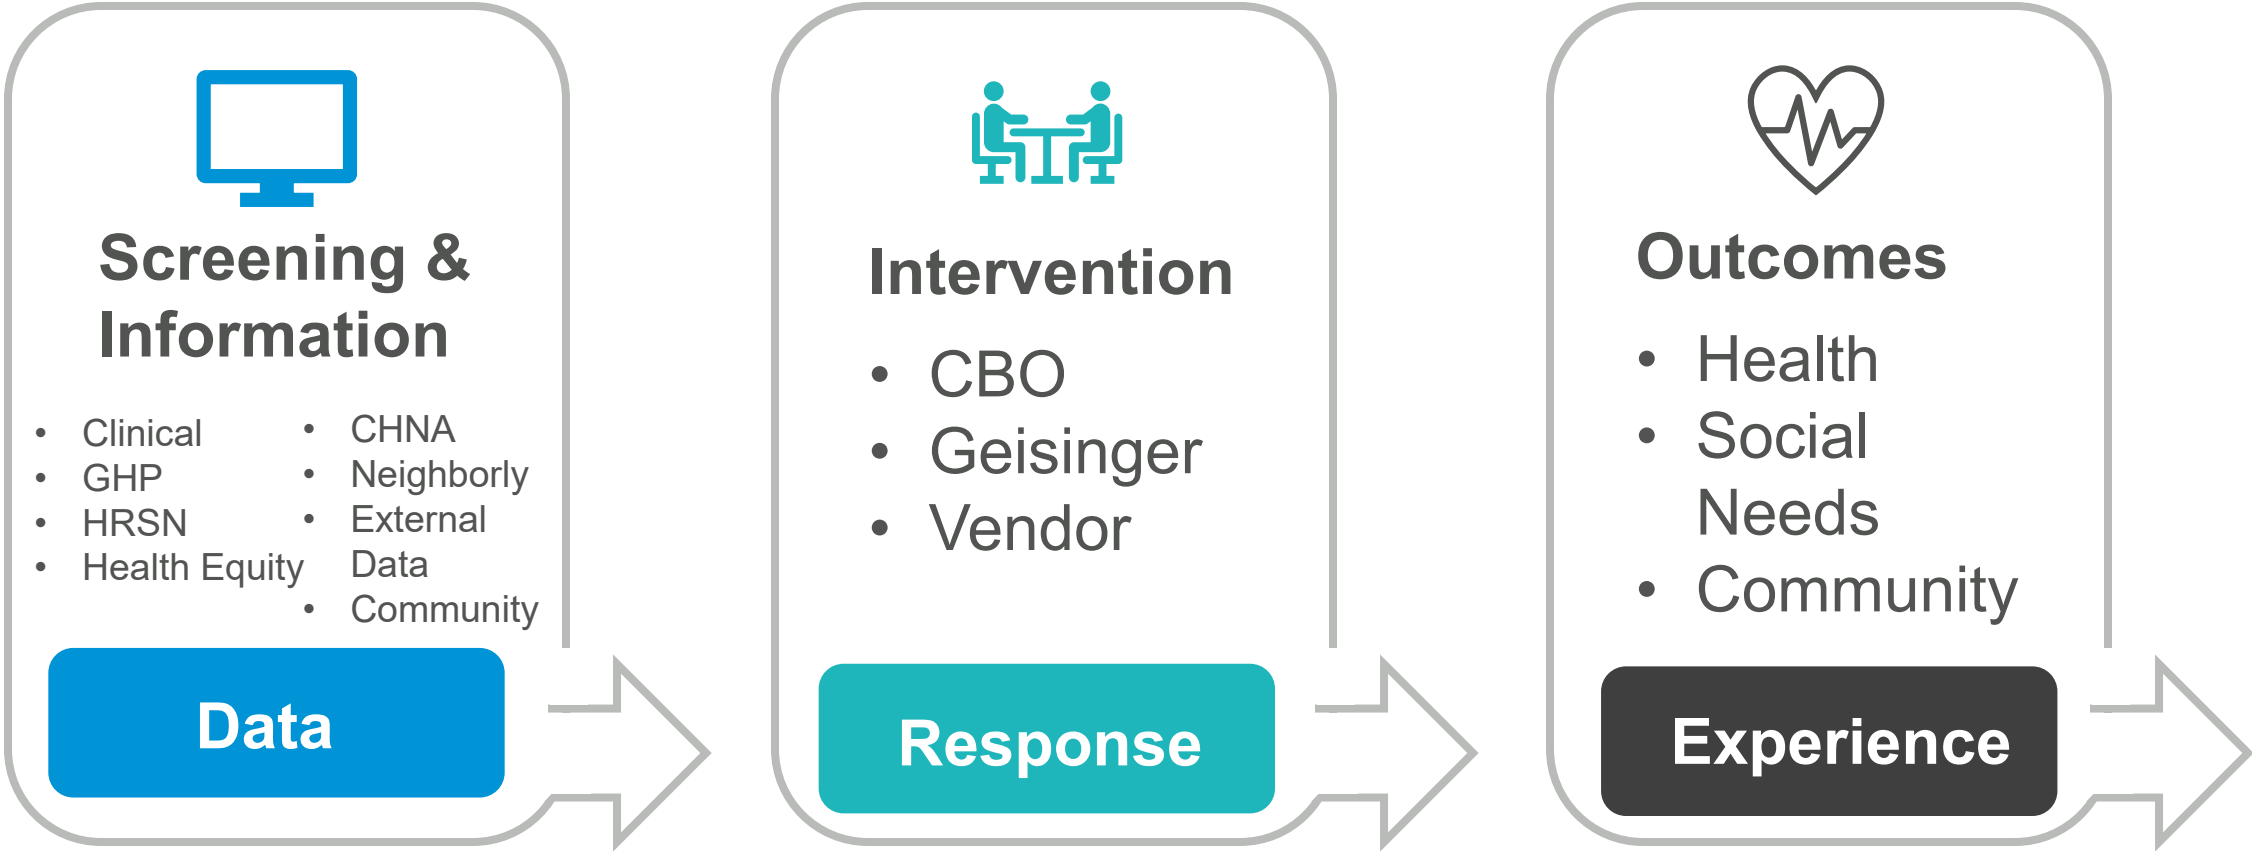 Screening &
Information
• Clinical
• GHP
• HRSN
• Health Equity
• CHNA
• Neighborly
• External
Data
• Community
Data
Intervention
• CBO
• Geisinger
• Vendor
Response
Outcomes
• Health
• Social
Needs
• Community
Experience